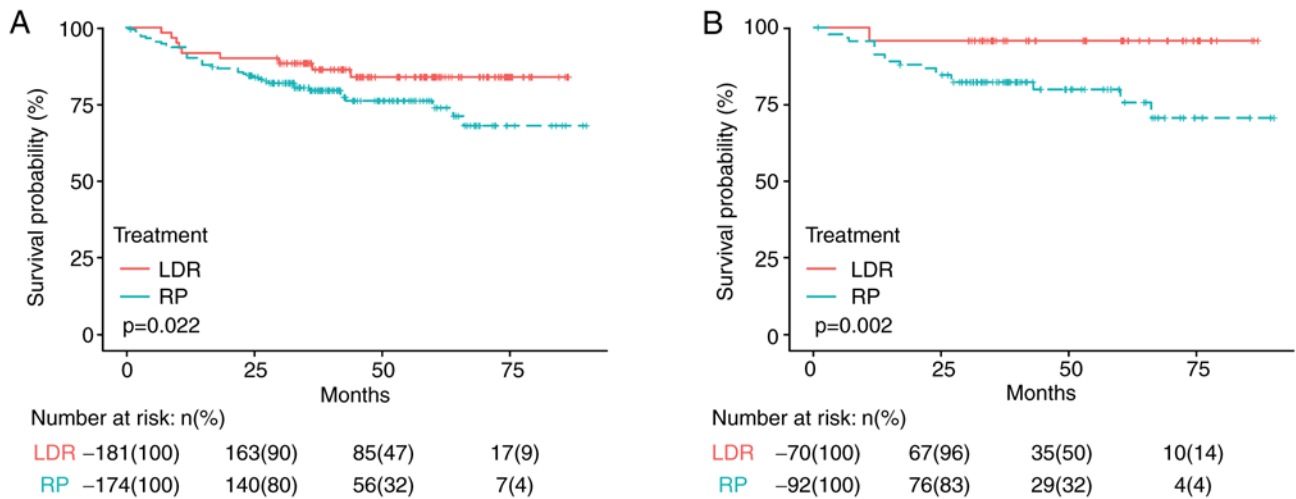 A
Survival probability (%)
100
75
50
25
0
Treatment
LDR
RP
p=0.022
0 25 50 75
Months
Number at risk: n(%)
LDR –181(100) 163(90) 85(47) 17(9)
RP –174(100) 140(80) 56(32) 7(4)
B
Survival probability (%)
100
75
50
25
0
Treatment
LDR
RP
p=0.002
0 25 50 75
Months
Number at risk: n(%)
LDR –70(100) 67(96) 35(50) 10(14)
RP –92(100) 76(83) 29(32) 4(4)